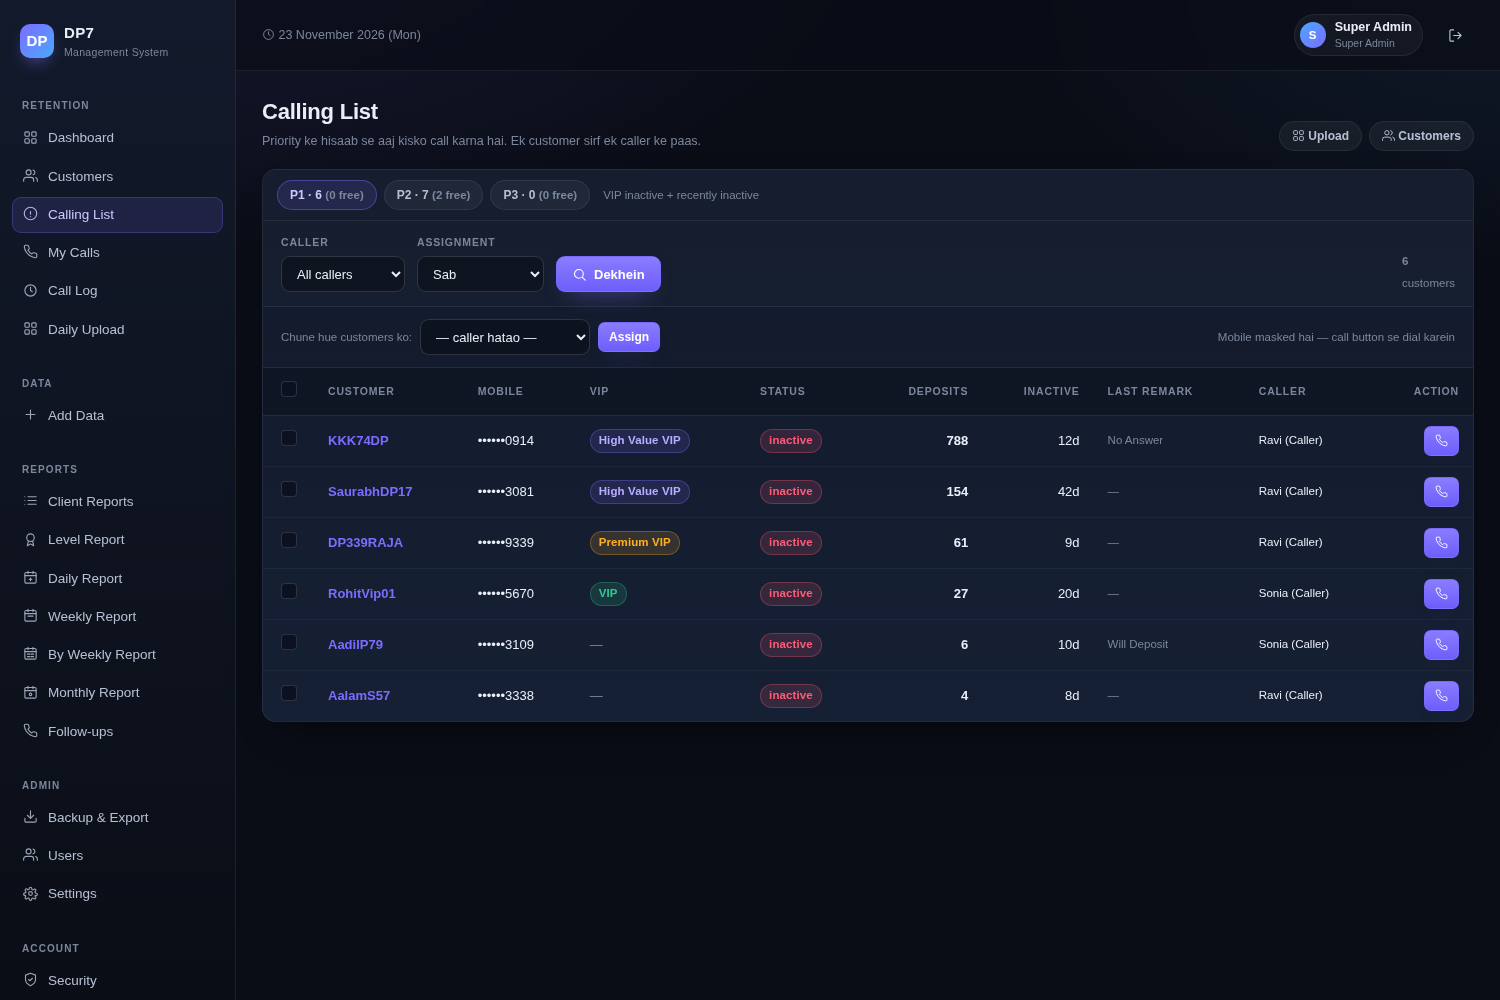 DP
DP7
Management System
RETENTION
Dashboard
Customers
Calling List
My Calls
Call Log
Daily Upload
DATA
Add Data
REPORTS
Client Reports
Level Report
Daily Report
Weekly Report
By Weekly Report
Monthly Report
Follow-ups
ADMIN
Backup & Export
Users
Settings
ACCOUNT
Security
23 November 2026 (Mon)
S
Super Admin
Super Admin
Calling List
Priority ke hisaab se aaj kisko call karna hai. Ek customer sirf ek caller ke paas.
Upload
Customers
P1 · 6 (0 free)
P2 · 7 (2 free)
P3 · 0 (0 free)
VIP inactive + recently inactive
CALLER
ASSIGNMENT
All callers
Sab
Dekhein
6
customers
Chune hue customers ko:
— caller hatao —
Assign
Mobile masked hai — call button se dial karein
CUSTOMER MOBILE VIP STATUS DEPOSITS INACTIVE LAST REMARK CALLER ACTION
KKK74DP ••••••0914 High Value VIP inactive 788 12d No Answer Ravi (Caller)
SaurabhDP17 ••••••3081 High Value VIP inactive 154 42d — Ravi (Caller)
DP339RAJA ••••••9339 Premium VIP inactive 61 9d — Ravi (Caller)
RohitVip01 ••••••5670 VIP inactive 27 20d — Sonia (Caller)
AadilP79 ••••••3109 — inactive 6 10d Will Deposit Sonia (Caller)
AalamS57 ••••••3338 — inactive 4 8d — Ravi (Caller)